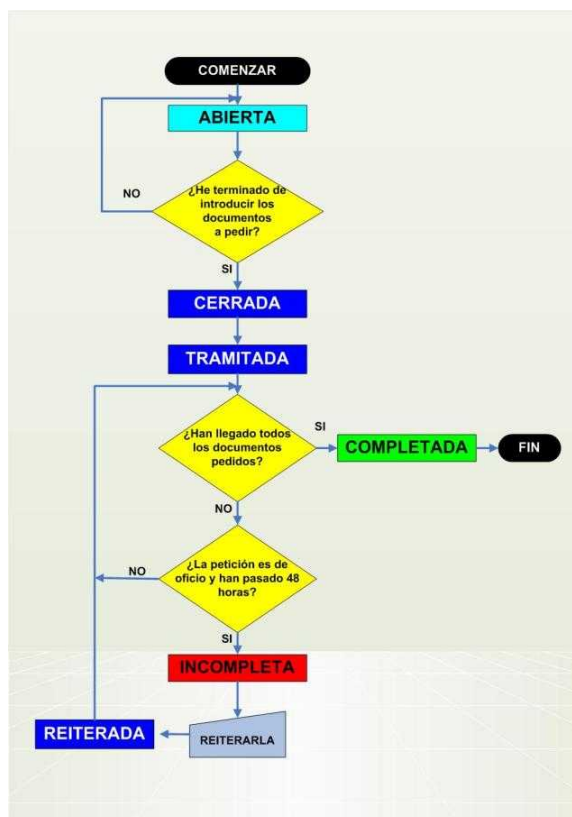 COMENZAR
ABIERTA
NO
¿He terminado de
introducir los
documentos
a pedir?
SI
CERRADA
TRAMITADA
¿Han llegado todos
los documentos
pedidos?
SI
COMPLETADA
FIN
NO
¿La petición es de
oficio y han pasado 48
horas?
NO
SI
INCOMPLETA
REITERADA
REITERARLA